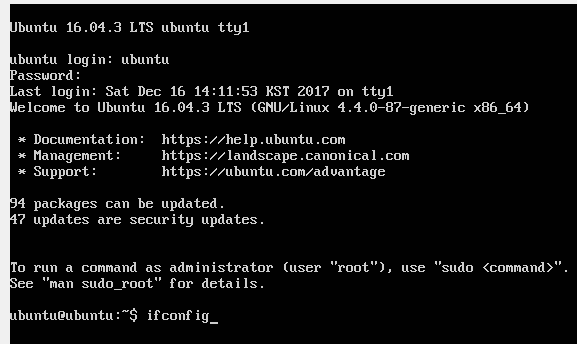 Ubuntu 16.04.3 LTS ubuntu tty1
ubuntu login: ubuntu
Password:
Last login: Sat Dec 16 14:11:53 KST 2017 on tty1
Welcome to Ubuntu 16.04.3 LTS (GNU/Linux 4.4.0-87-generic x86_64)
* Documentation:  https://help.ubuntu.com
* Management:     https://landscape.canonical.com
* Support:        https://ubuntu.com/advantage
94 packages can be updated.
47 updates are security updates.
To run a command as administrator (user "root"), use "sudo <command>".
See "man sudo_root" for details.
ubuntu@ubuntu:~$ ifconfig_